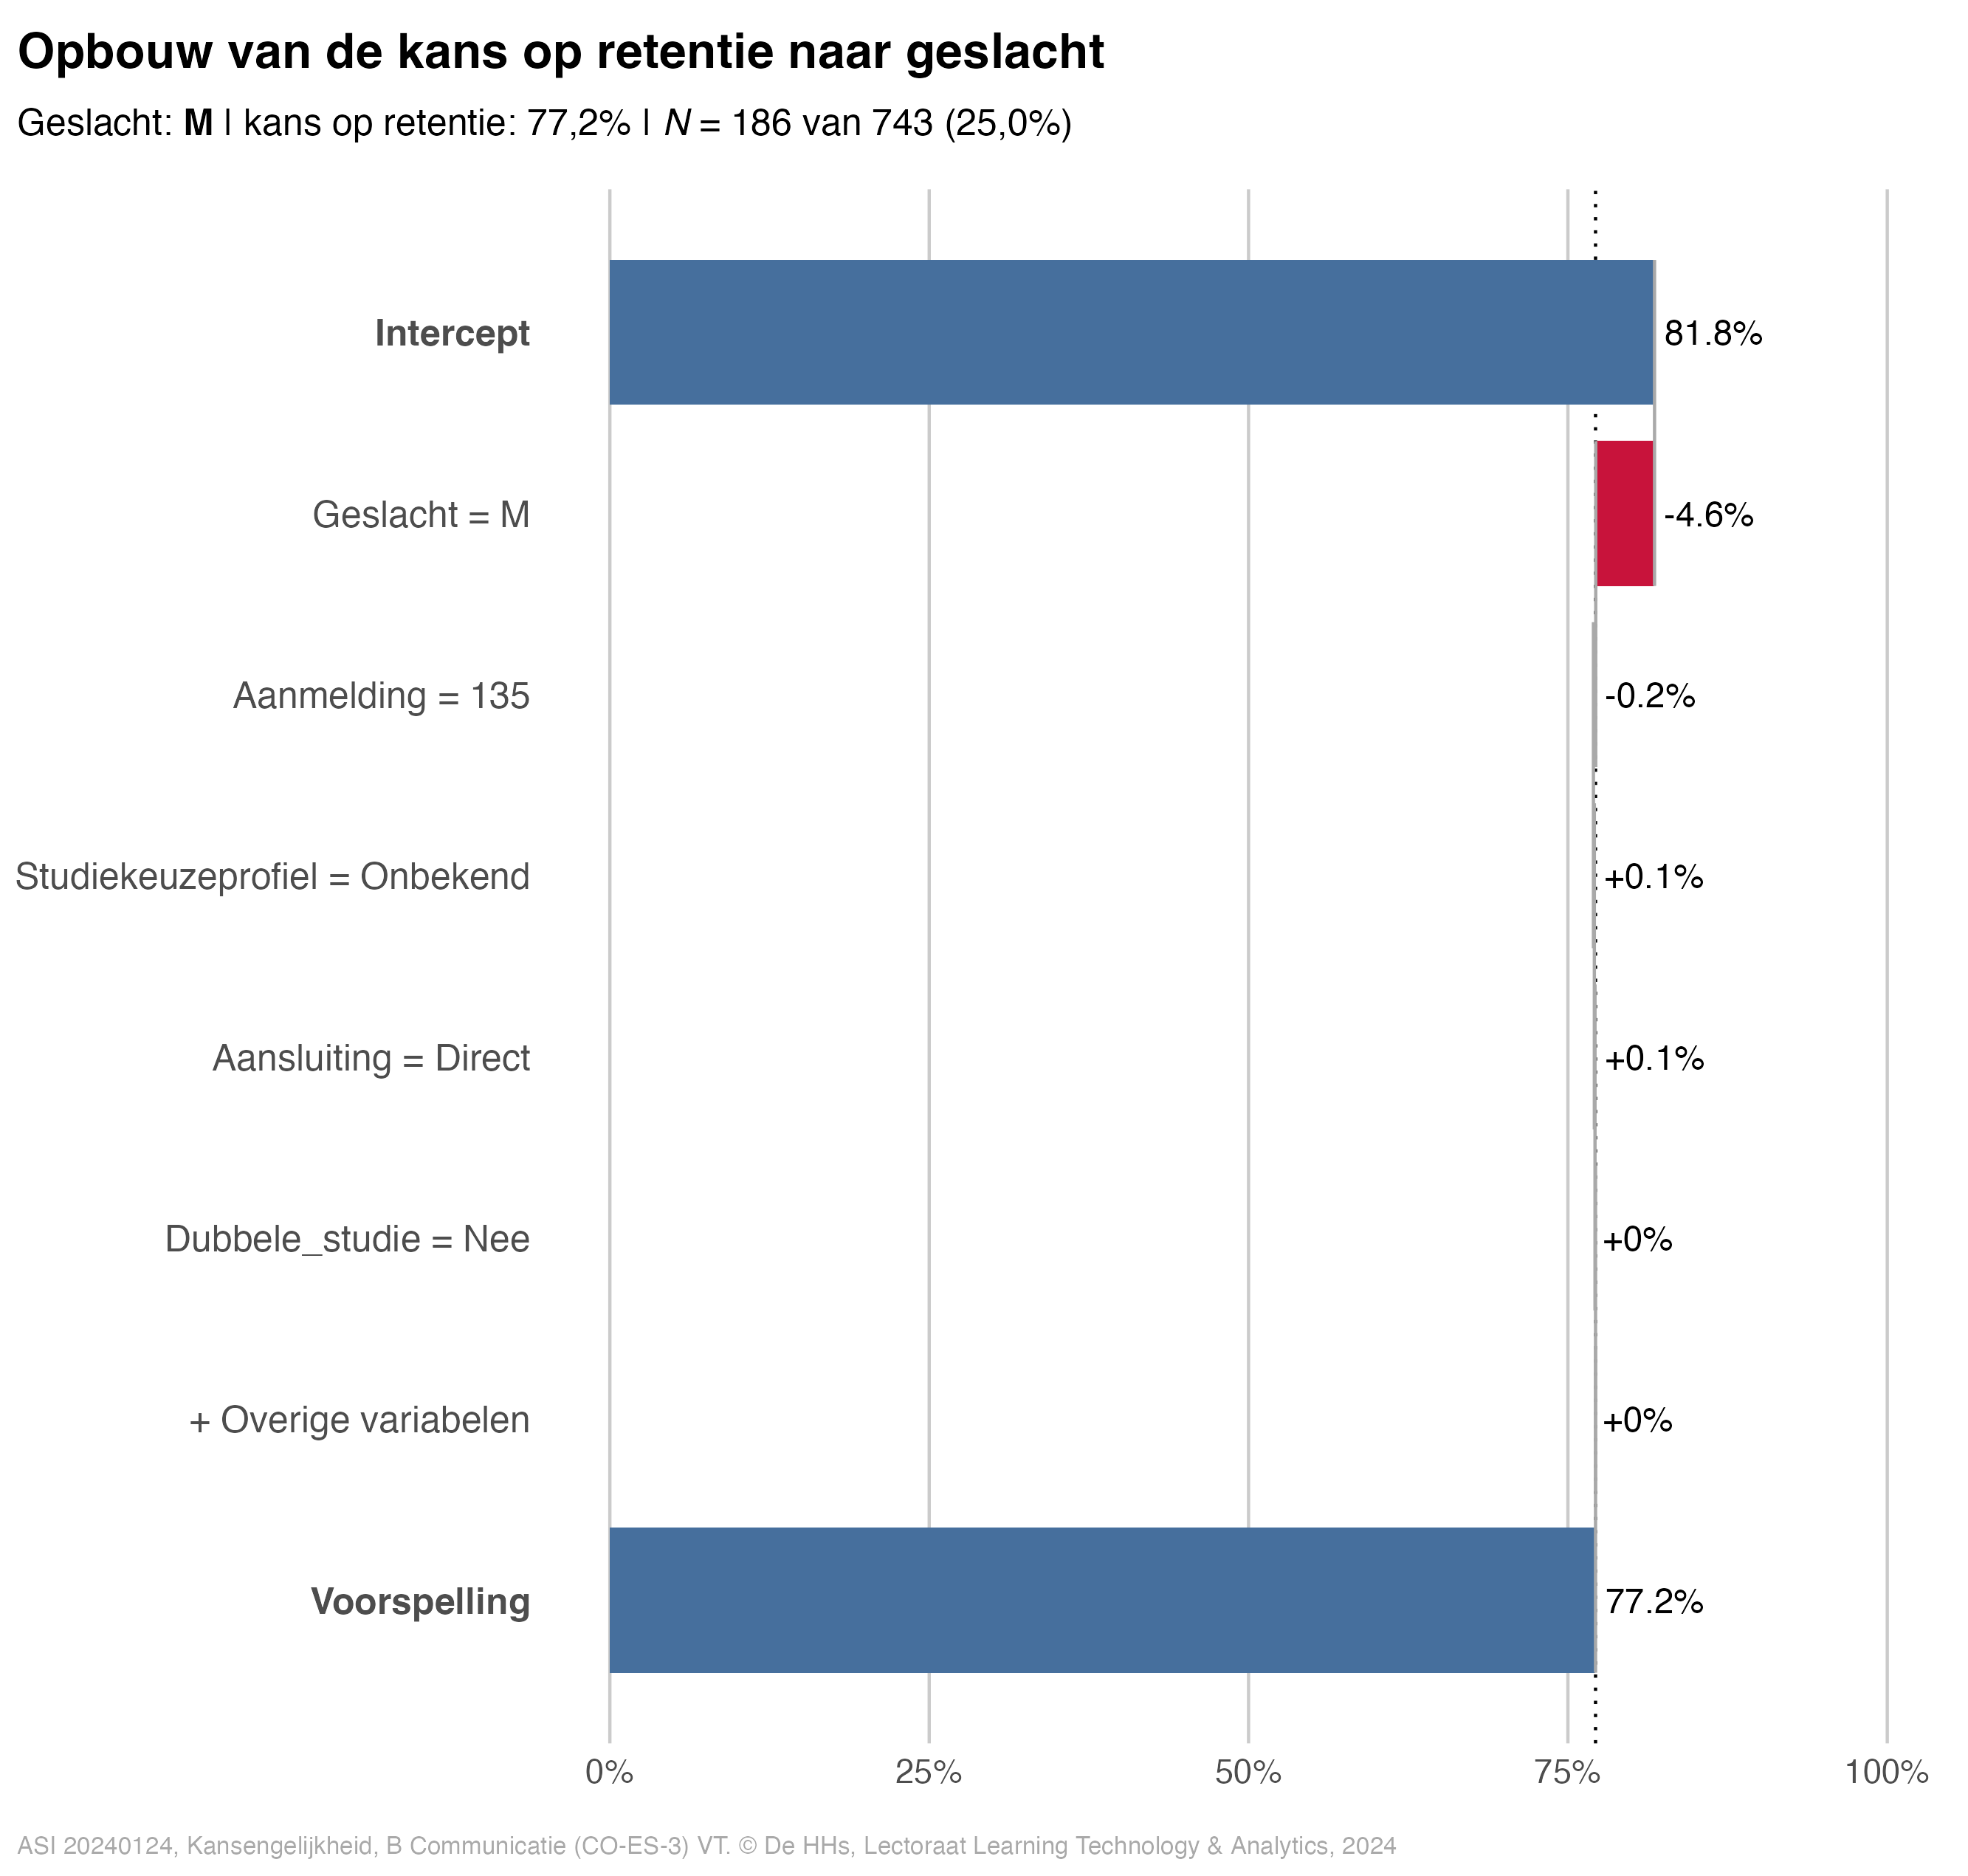 Opbouw van de kans op retentie naar geslacht
Geslacht: M | kans op retentie: 77,2% | N = 186 van 743 (25,0%)
Intercept 81.8%
Geslacht = M -4.6%
Aanmelding = 135 -0.2%
Studiekeuzeprofiel = Onbekend +0.1%
Aansluiting = Direct +0.1%
Dubbele_studie = Nee +0%
+ Overige variabelen +0%
Voorspelling 77.2%
0% 25% 50% 75% 100%
ASI 20240124, Kansengelijkheid, B Communicatie (CO-ES-3) VT. © De HHs, Lectoraat Learning Technology & Analytics, 2024